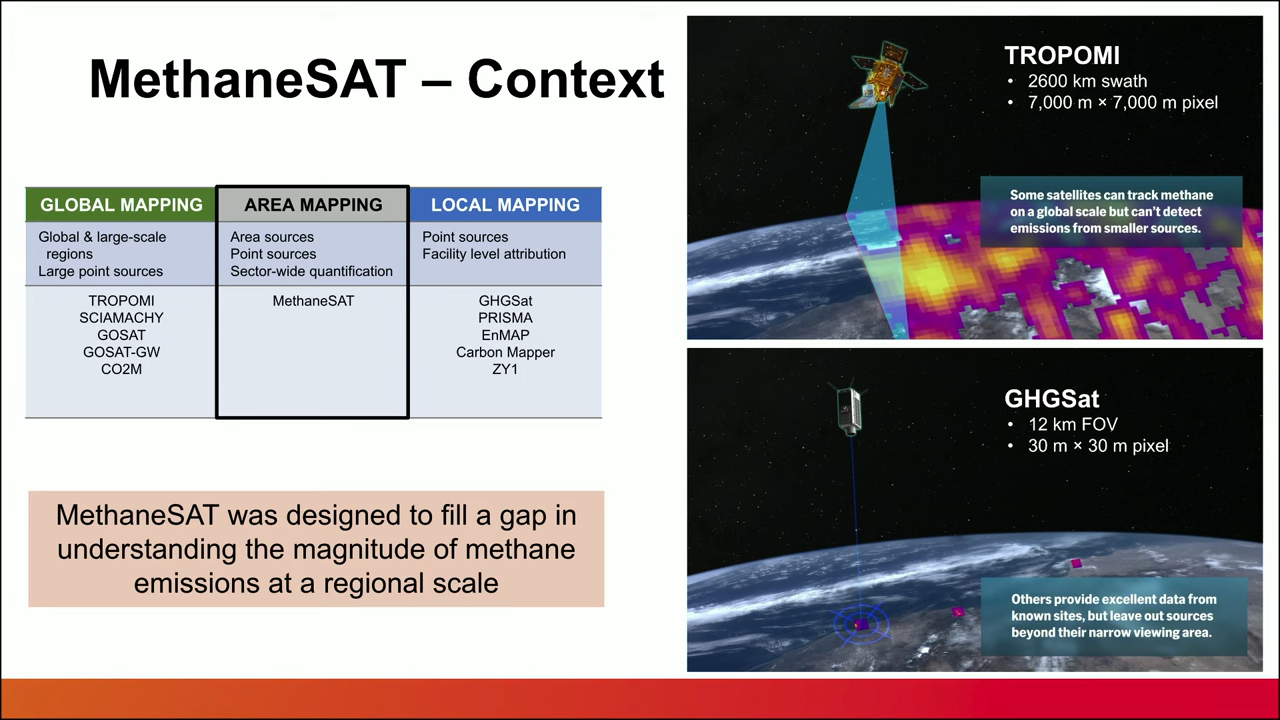 MethaneSAT – Context
GLOBAL MAPPING
Global & large-scale
regions
Large point sources
TROPOMI
SCIAMACHY
GOSAT
GOSAT-GW
CO2M
AREA MAPPING
Area sources
Point sources
Sector-wide quantification
MethaneSAT
LOCAL MAPPING
Point sources
Facility level attribution
GHGSat
PRISMA
EnMAP
Carbon Mapper
ZY1
MethaneSAT was designed to fill a gap in
understanding the magnitude of methane
emissions at a regional scale
TROPOMI
• 2600 km swath
• 7,000 m × 7,000 m pixel
Some satellites can track methane
on a global scale but can't detect
emissions from smaller sources.
GHGSat
• 12 km FOV
• 30 m × 30 m pixel
Others provide excellent data from
known sites, but leave out sources
beyond their narrow viewing area.